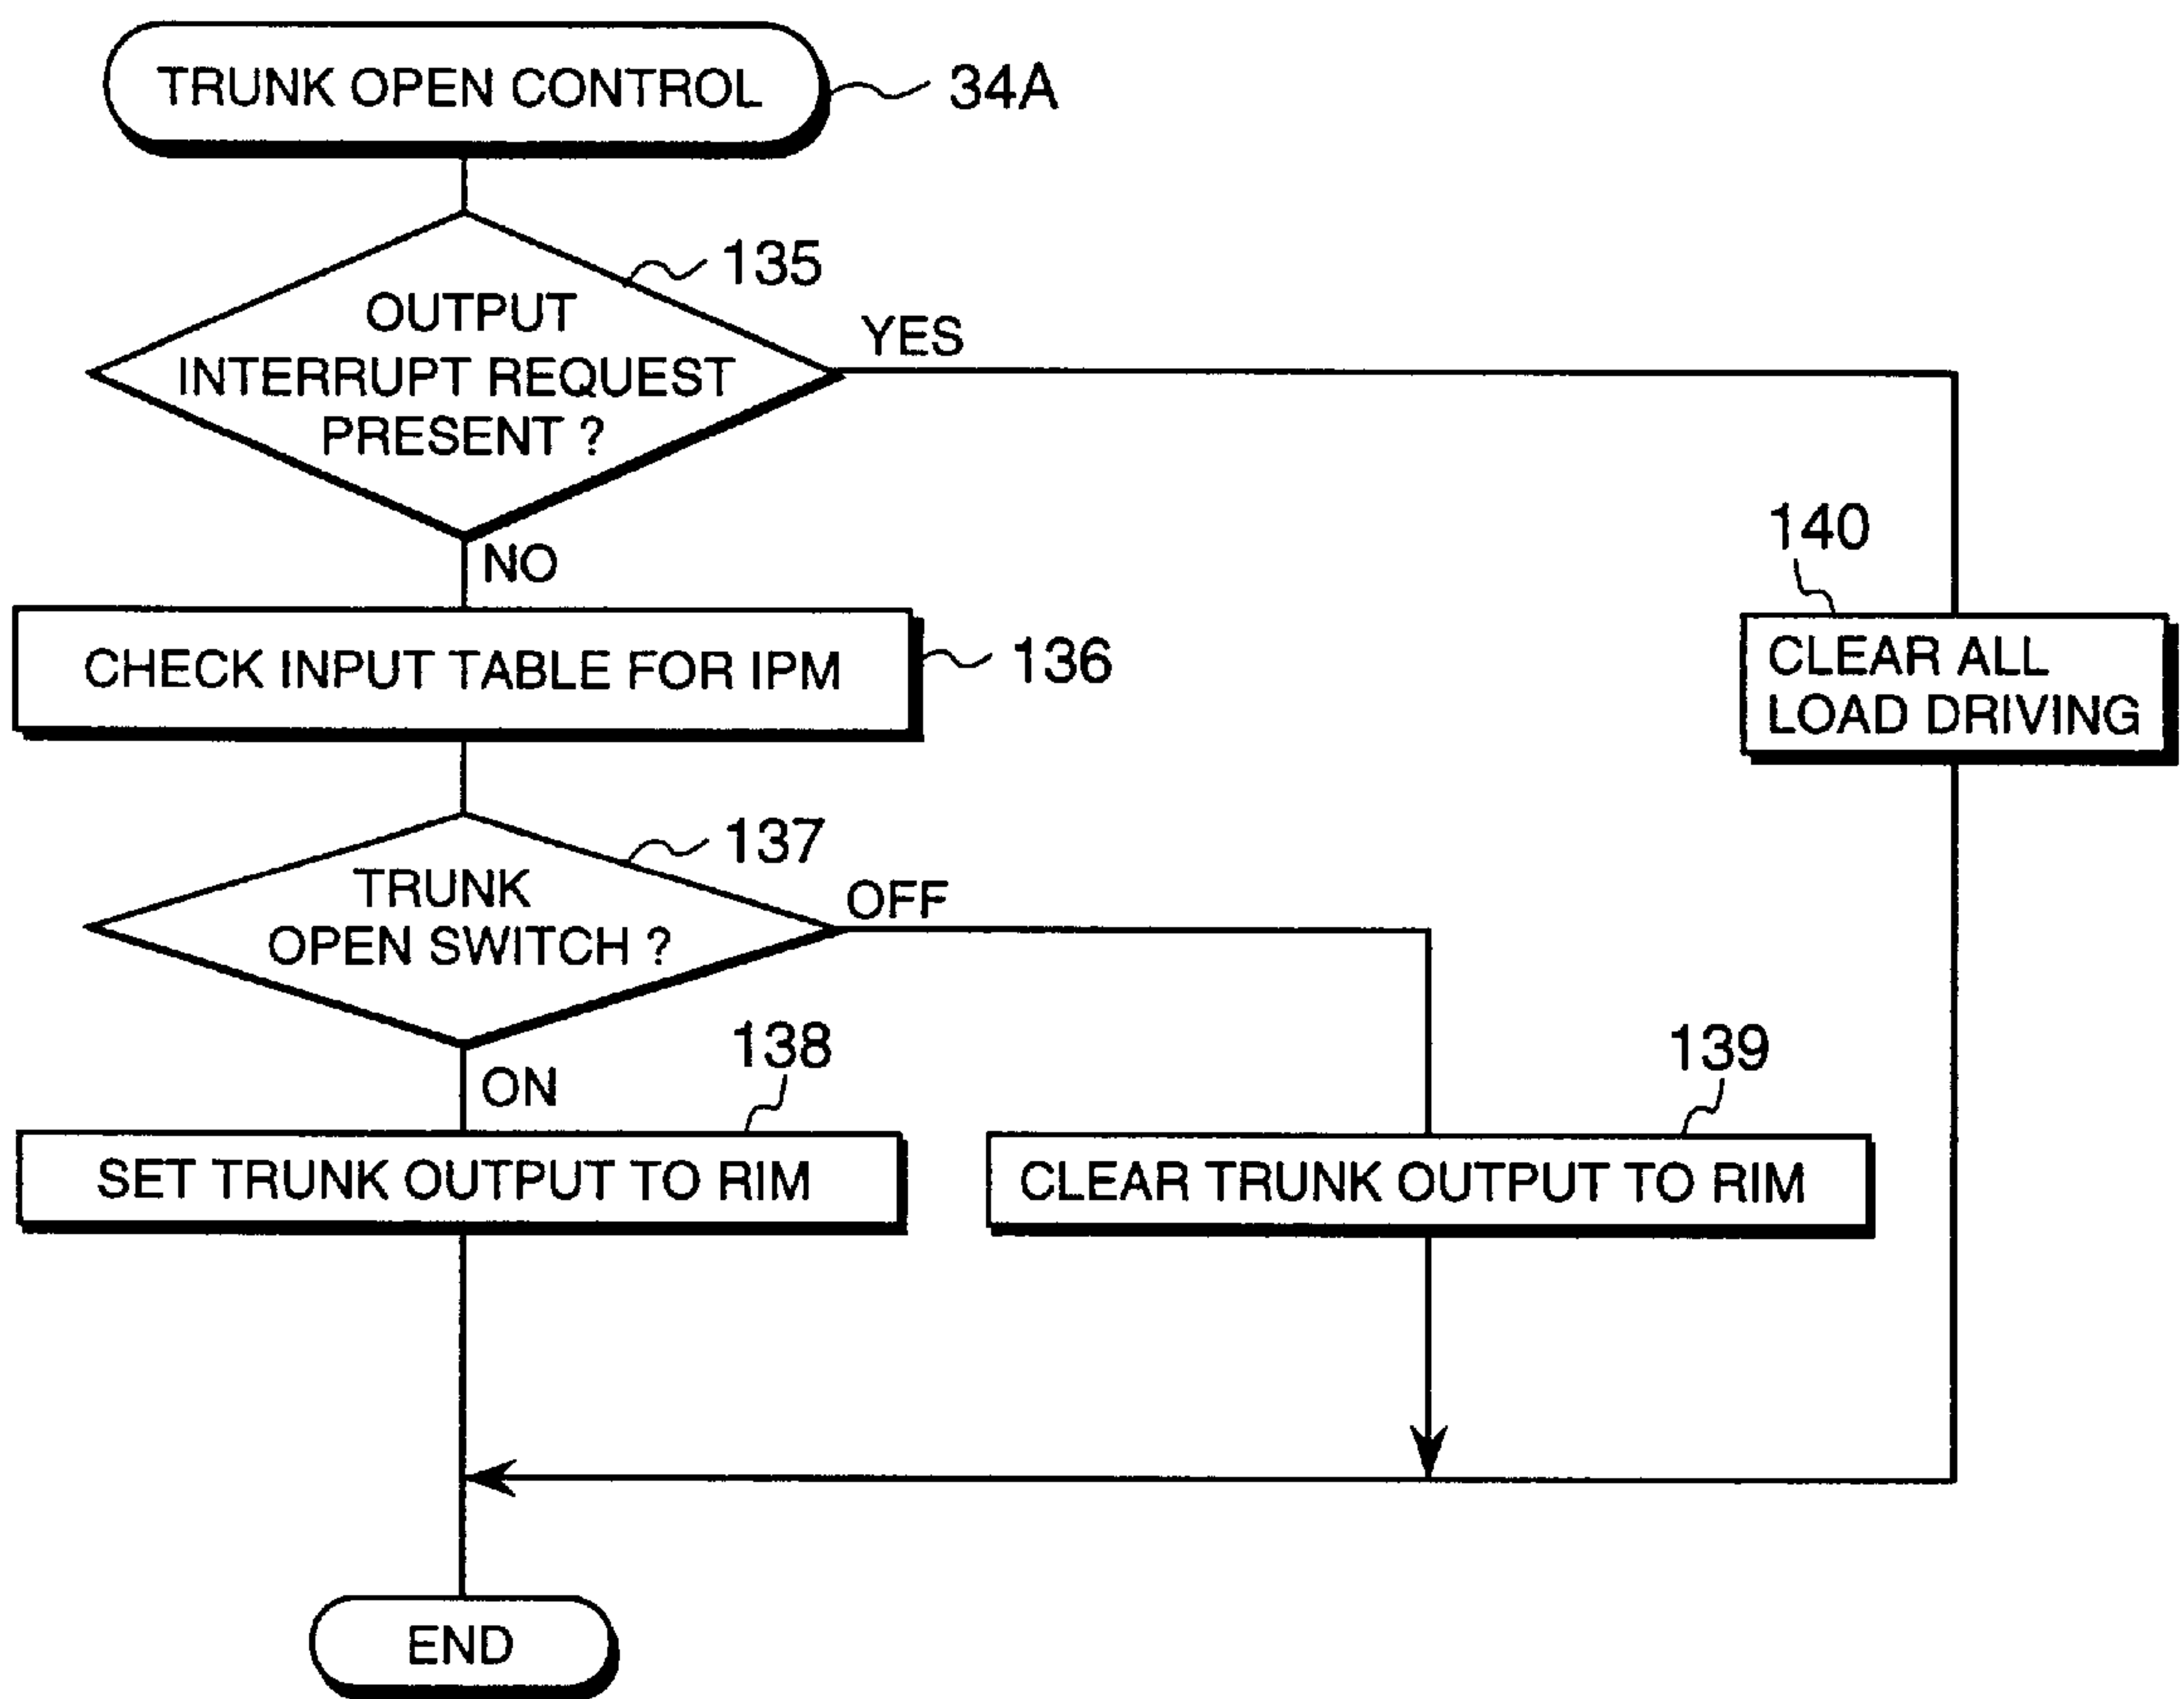 TRUNK OPEN CONTROL
34A
135
OUTPUT
INTERRUPT REQUEST
PRESENT ?
YES
NO
CHECK INPUT TABLE FOR IPM
136
140
CLEAR ALL
LOAD DRIVING
137
TRUNK
OPEN SWITCH ?
OFF
ON
138
SET TRUNK OUTPUT TO RIM
139
CLEAR TRUNK OUTPUT TO RIM
END